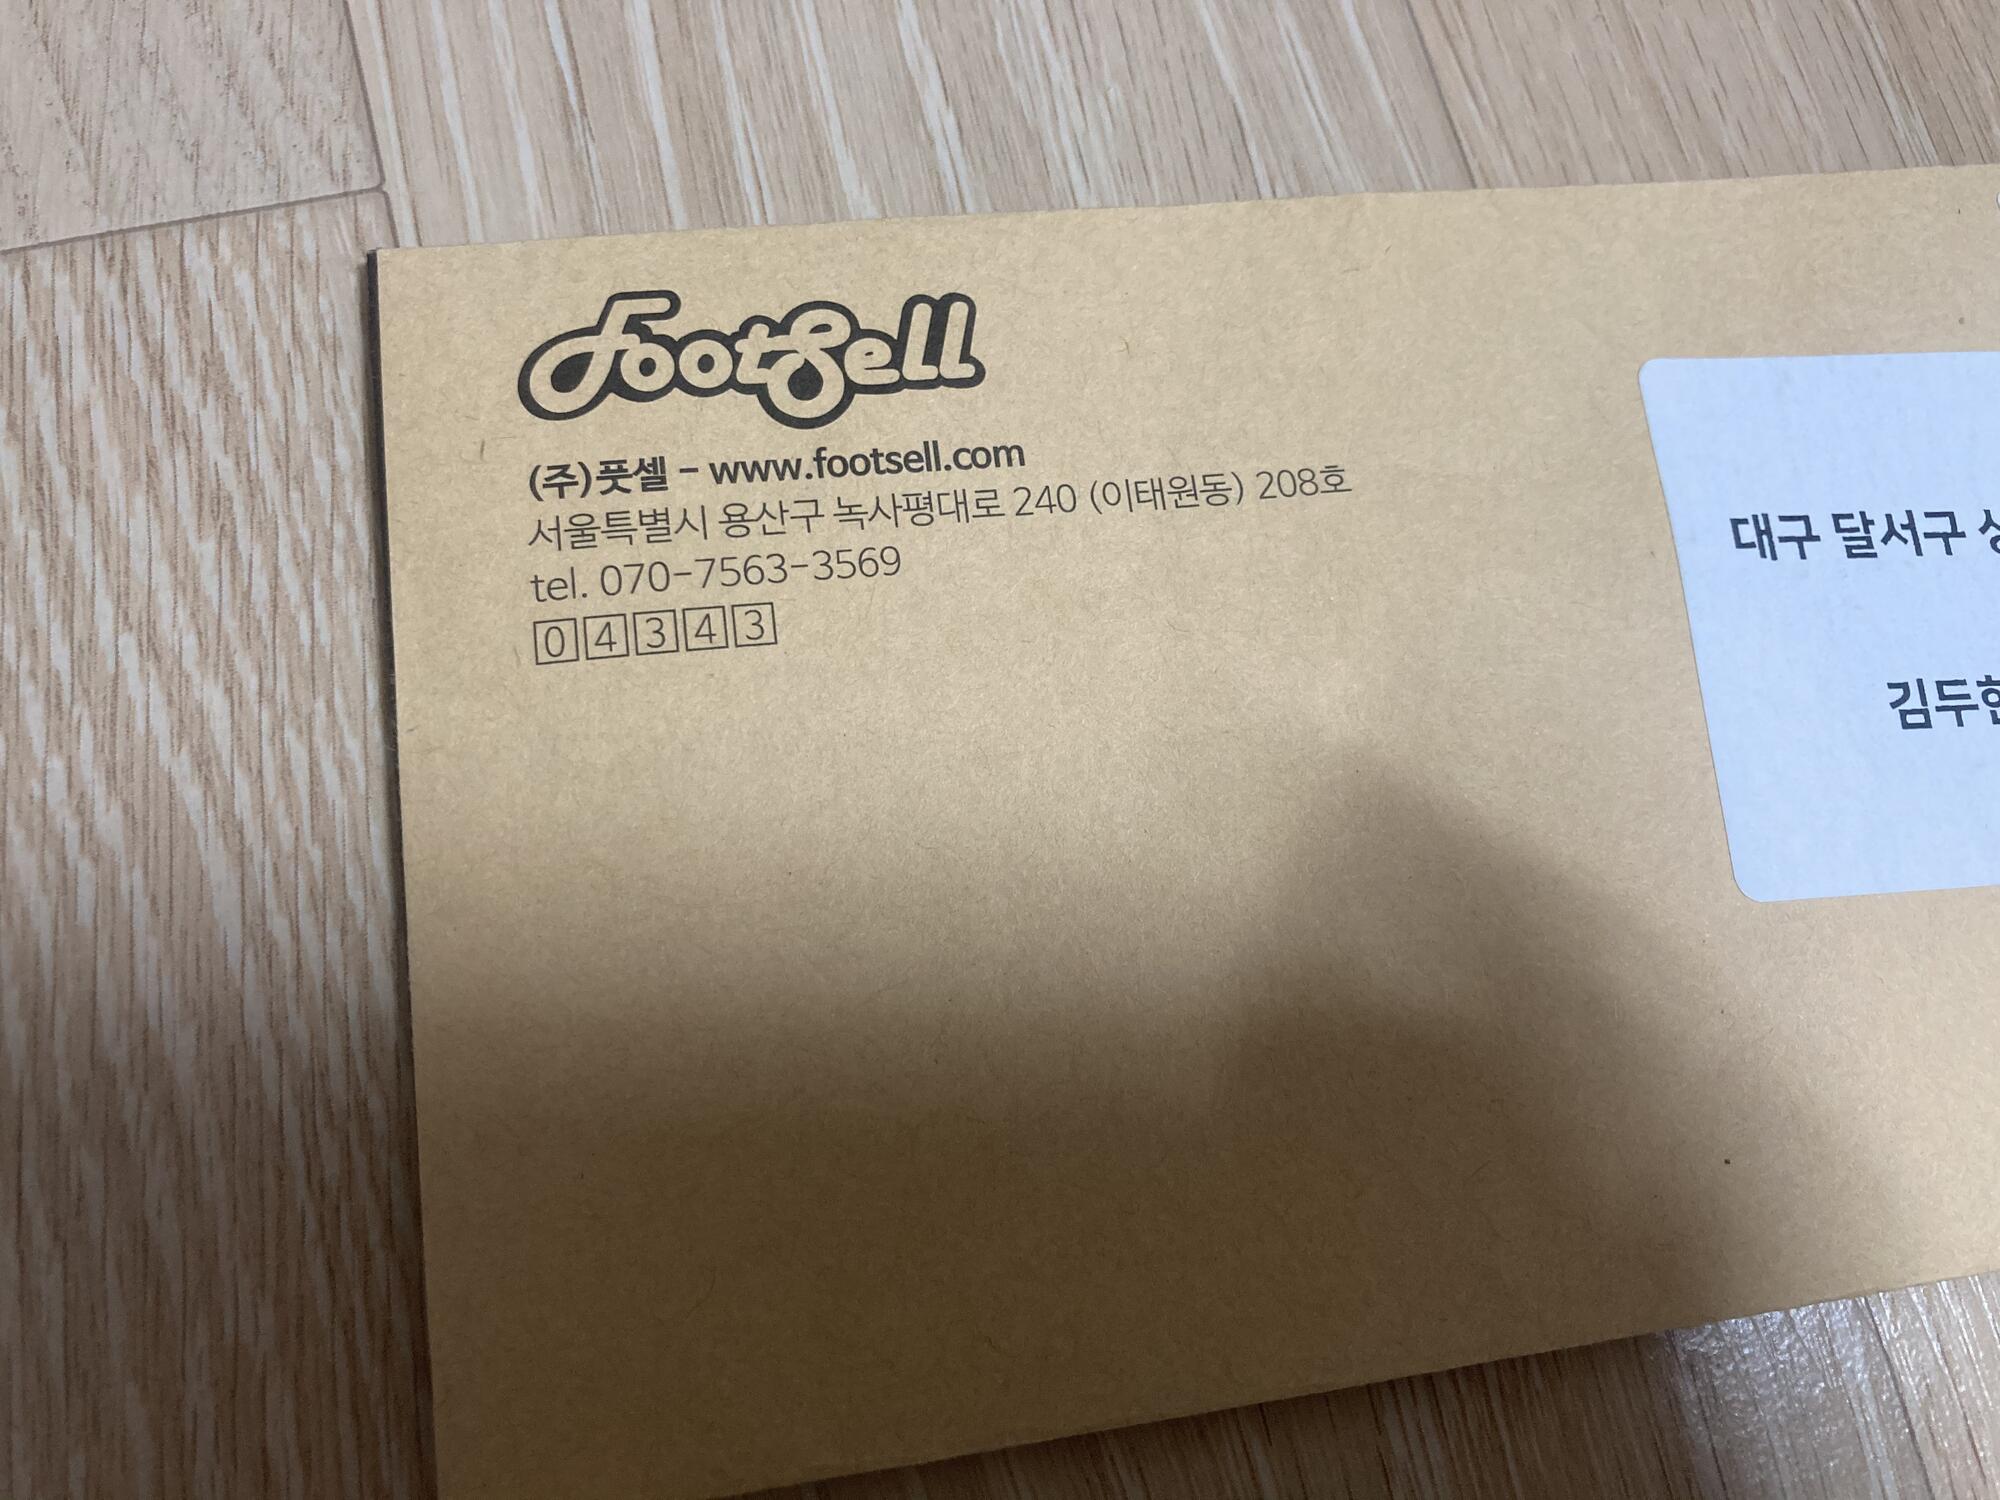 FootSell
(주)풋셀 - www.footsell.com
서울특별시 용산구 녹사평대로 240 (이태원동) 208호
tel. 070-7563-3569
04343
대구 달서구